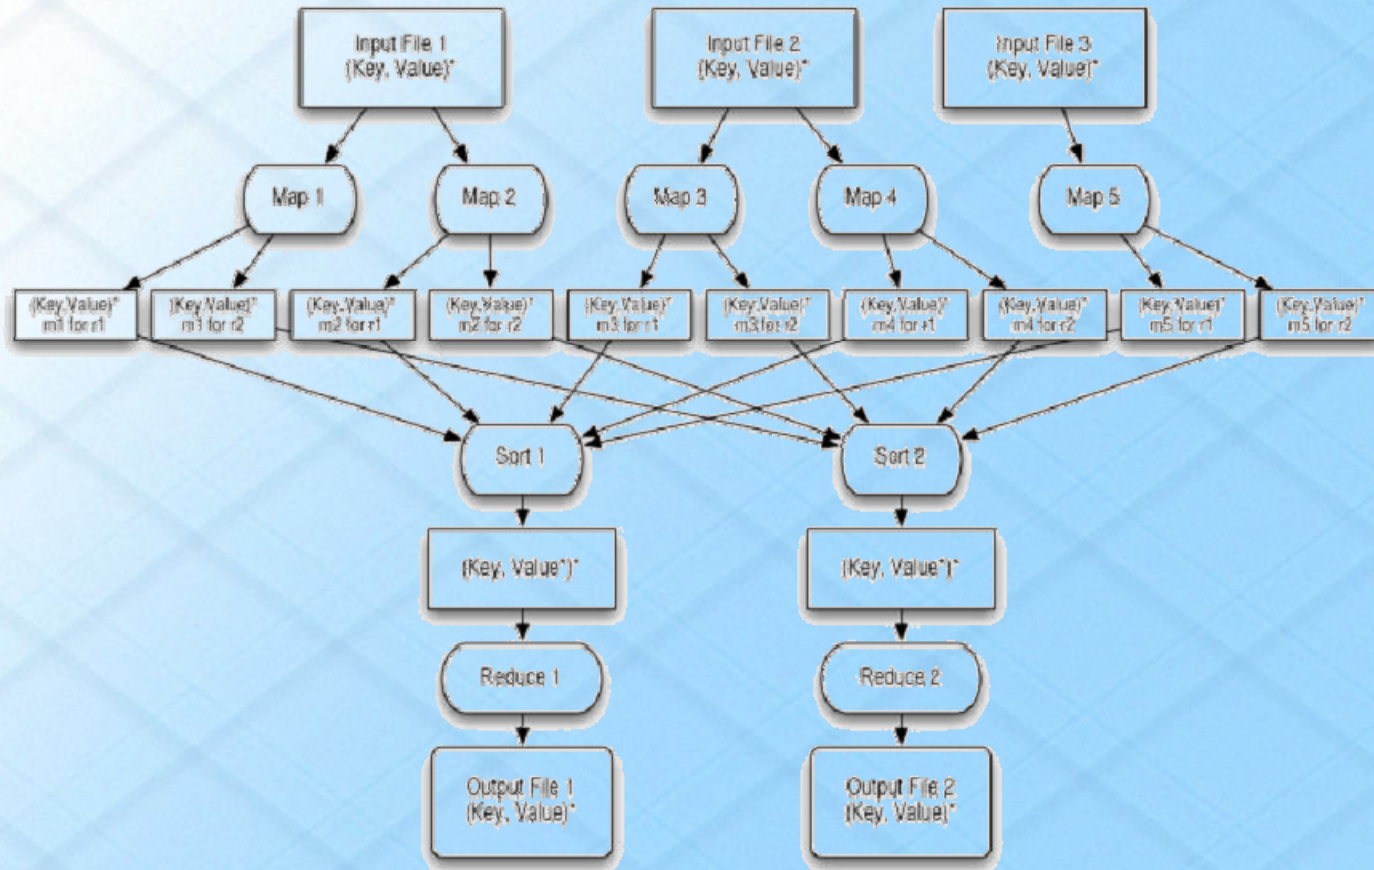 Input File 1
(Key, Value)*
Input File 2
(Key, Value)*
Input File 3
(Key, Value)*
Map 1
Map 2
Map 3
Map 4
Map 5
(Key,Value)*
m1 for r1
(Key,Value)*
m1 for r2
(Key,Value)*
m2 for r1
(Key,Value)*
m2 for r2
(Key,Value)*
m3 for r1
(Key,Value)*
m3 for r2
(Key,Value)*
m4 for r1
(Key,Value)*
m4 for r2
(Key,Value)*
m5 for r1
(Key,Value)*
m5 for r2
Sort 1
Sort 2
(Key, Value*)*
(Key, Value*)*
Reduce 1
Reduce 2
Output File 1
(Key, Value)*
Output File 2
(Key, Value)*